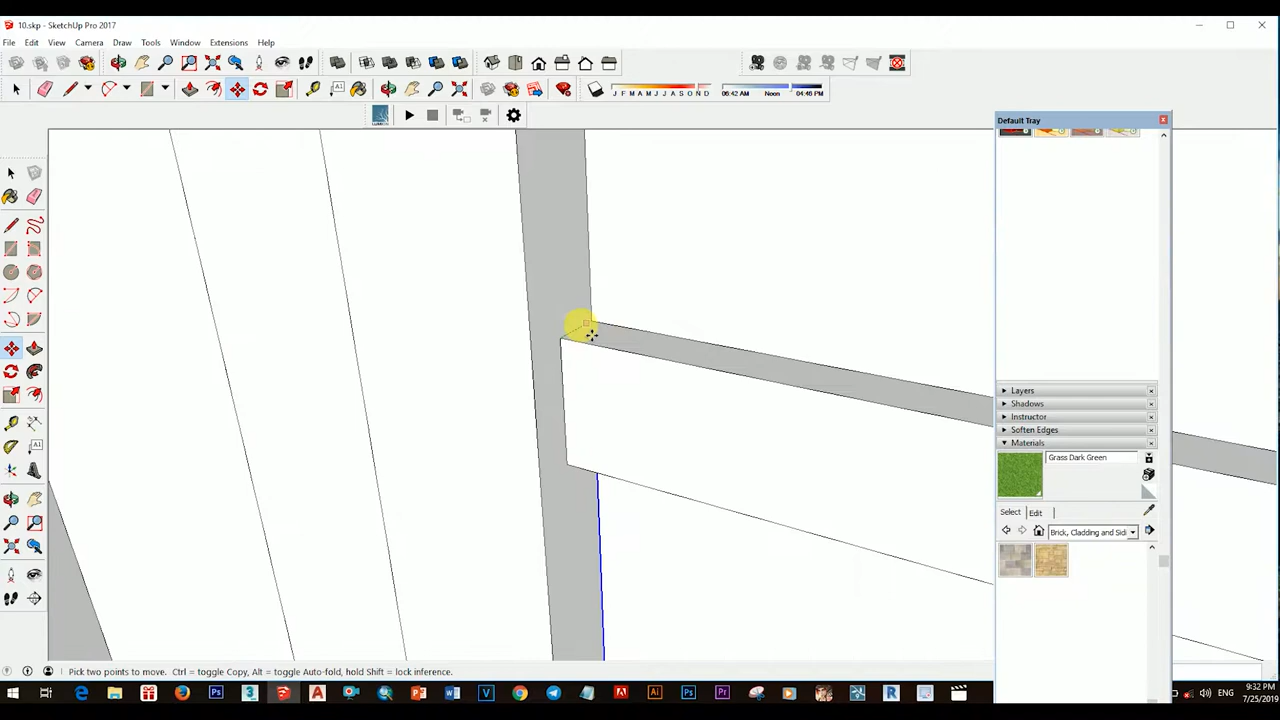 10.skp - SketchUp Pro 2017
File Edit View Camera Draw Tools Window Extensions Help
J F M A M J J A S O N D 06:42 AM Noon 04:46 PM
LUMION
Default Tray
Layers
Shadows
Instructor
Soften Edges
Materials
Grass Dark Green
Select Edit
Brick, Cladding and Sidi
Pick two points to move. Ctrl = toggle Copy, Alt = toggle Auto-fold, hold Shift = lock inference.
ENG
9:32 PM
7/25/2019